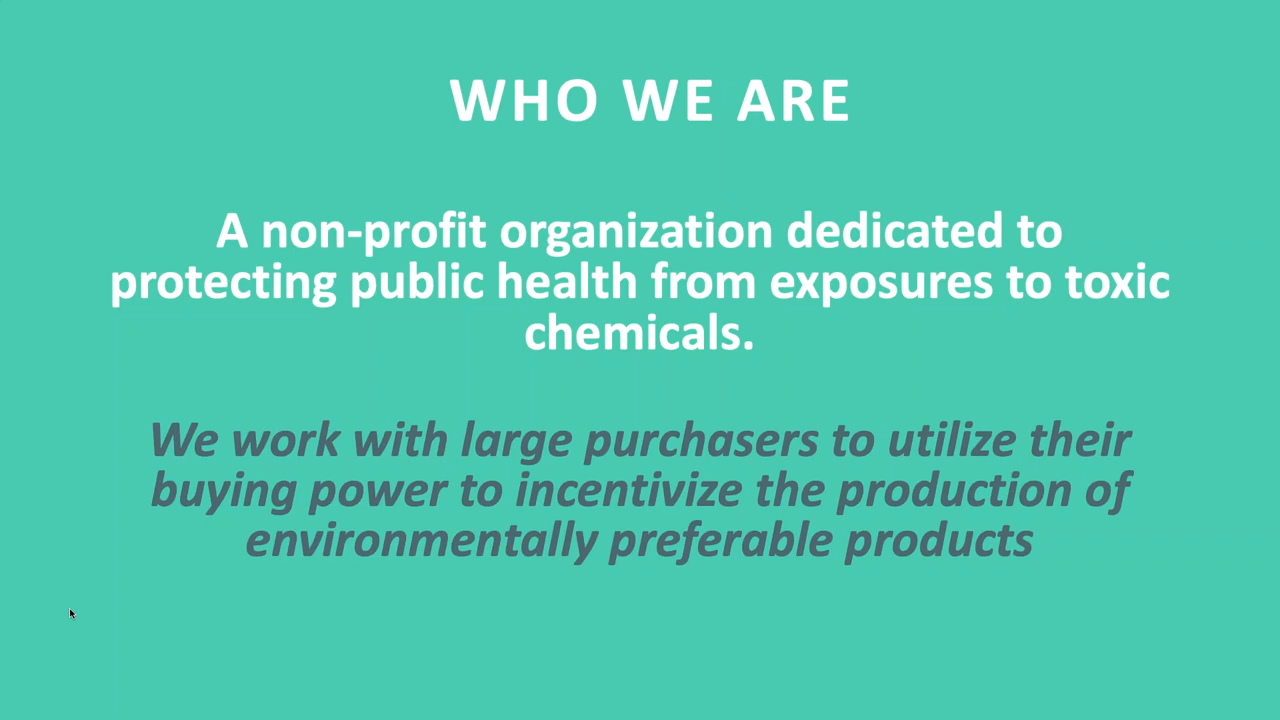 WHO WE ARE
A non-profit organization dedicated to
protecting public health from exposures to toxic
chemicals.
We work with large purchasers to utilize their
buying power to incentivize the production of
environmentally preferable products